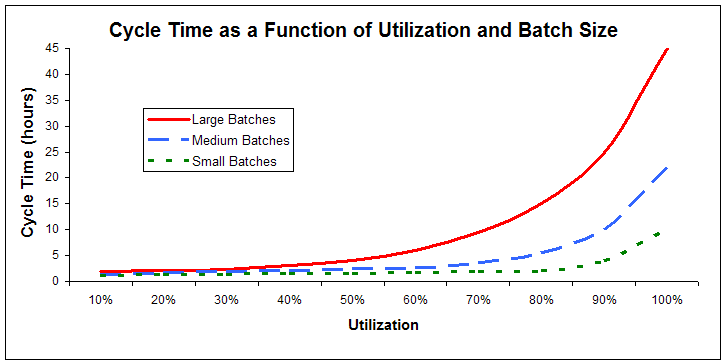 Cycle Time as a Function of Utilization and Batch Size
45
40
35
30
25
20
15
10
5
0
Cycle Time (hours)
Large Batches
Medium Batches
Small Batches
10% 20% 30% 40% 50% 60% 70% 80% 90% 100%
Utilization